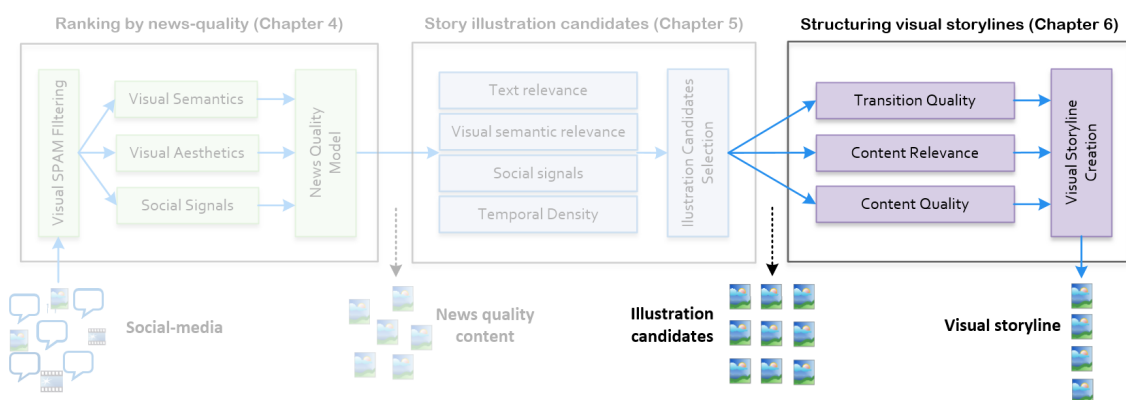 Ranking by news-quality (Chapter 4)
Story illustration candidates (Chapter 5)
Structuring visual storylines (Chapter 6)
Visual SPAM FIltering
Visual Semantics
Visual Aesthetics
Social Signals
News Quality
Model
Text relevance
Visual semantic relevance
Social signals
Temporal Density
Illustration Candidates
Selection
Transition Quality
Content Relevance
Content Quality
Visual Storyline
Creation
Social-media
News quality
content
Illustration
candidates
Visual storyline